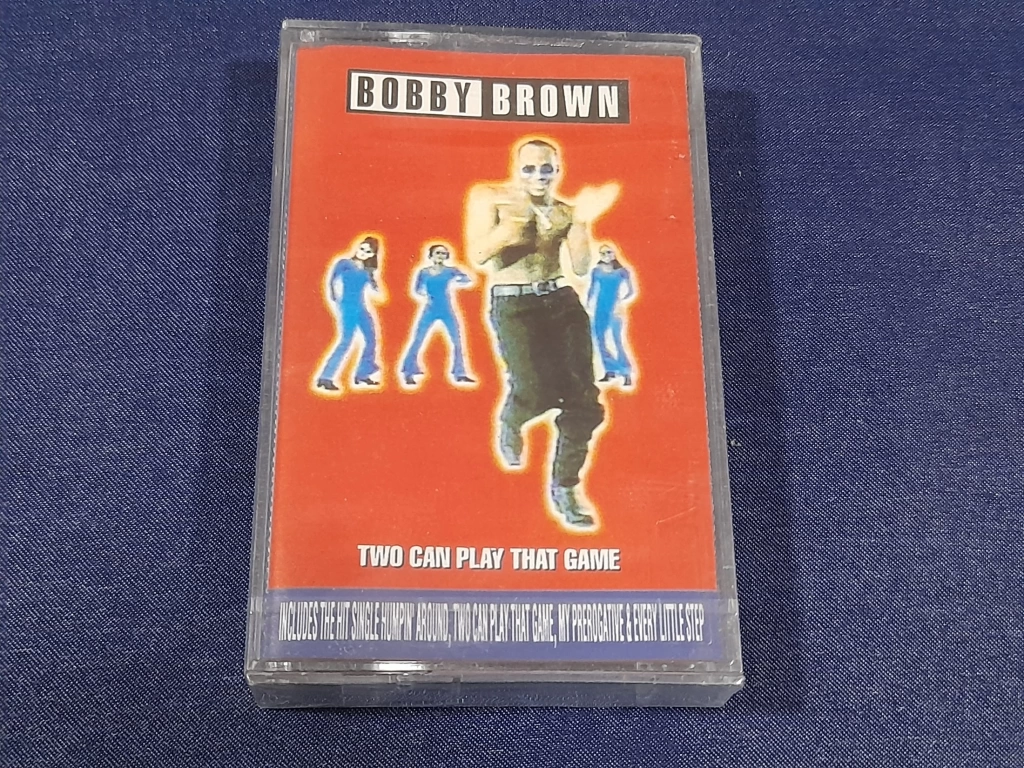 BOBBY BROWN
TWO CAN PLAY THAT GAME
INCLUDES THE HIT SINGLE HUMPIN' AROUND, TWO CAN PLAY THAT GAME, MY PREROGATIVE & EVERY LITTLE STEP